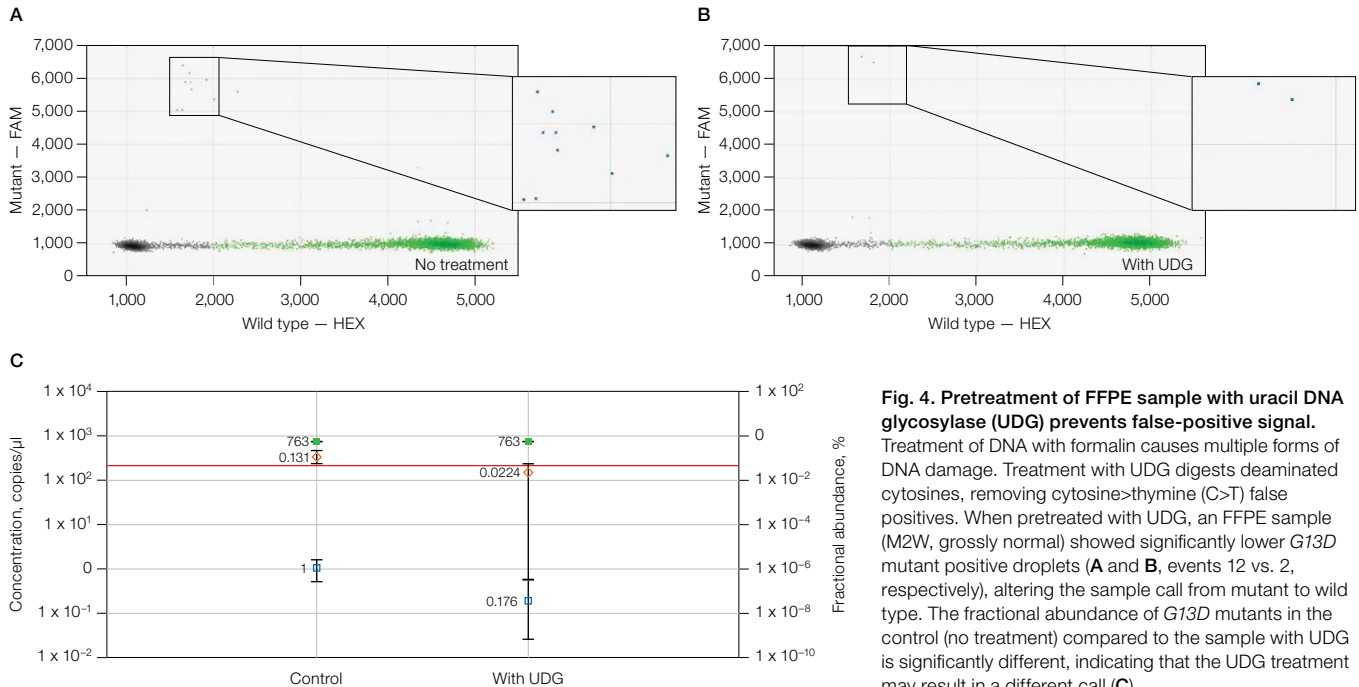 A
7,000
6,000
5,000
4,000
3,000
2,000
1,000
0
Mutant — FAM
No treatment
1,000 2,000 3,000 4,000 5,000
Wild type — HEX
B
7,000
6,000
5,000
4,000
3,000
2,000
1,000
0
Mutant — FAM
With UDG
1,000 2,000 3,000 4,000 5,000
Wild type — HEX
C
1 x 10⁴
1 x 10³
1 x 10²
1 x 10¹
0
1 x 10⁻¹
1 x 10⁻²
Concentration, copies/µl
763
0.131
1
763
0.0224
0.176
1 x 10²
0
1 x 10⁻²
1 x 10⁻⁴
1 x 10⁻⁶
1 x 10⁻⁸
1 x 10⁻¹⁰
Fractional abundance, %
Control With UDG
Fig. 4. Pretreatment of FFPE sample with uracil DNA
glycosylase (UDG) prevents false-positive signal.
Treatment of DNA with formalin causes multiple forms of
DNA damage. Treatment with UDG digests deaminated
cytosines, removing cytosine>thymine (C>T) false
positives. When pretreated with UDG, an FFPE sample
(M2W, grossly normal) showed significantly lower G13D
mutant positive droplets (A and B, events 12 vs. 2,
respectively), altering the sample call from mutant to wild
type. The fractional abundance of G13D mutants in the
control (no treatment) compared to the sample with UDG
is significantly different, indicating that the UDG treatment
may result in a different call (C).